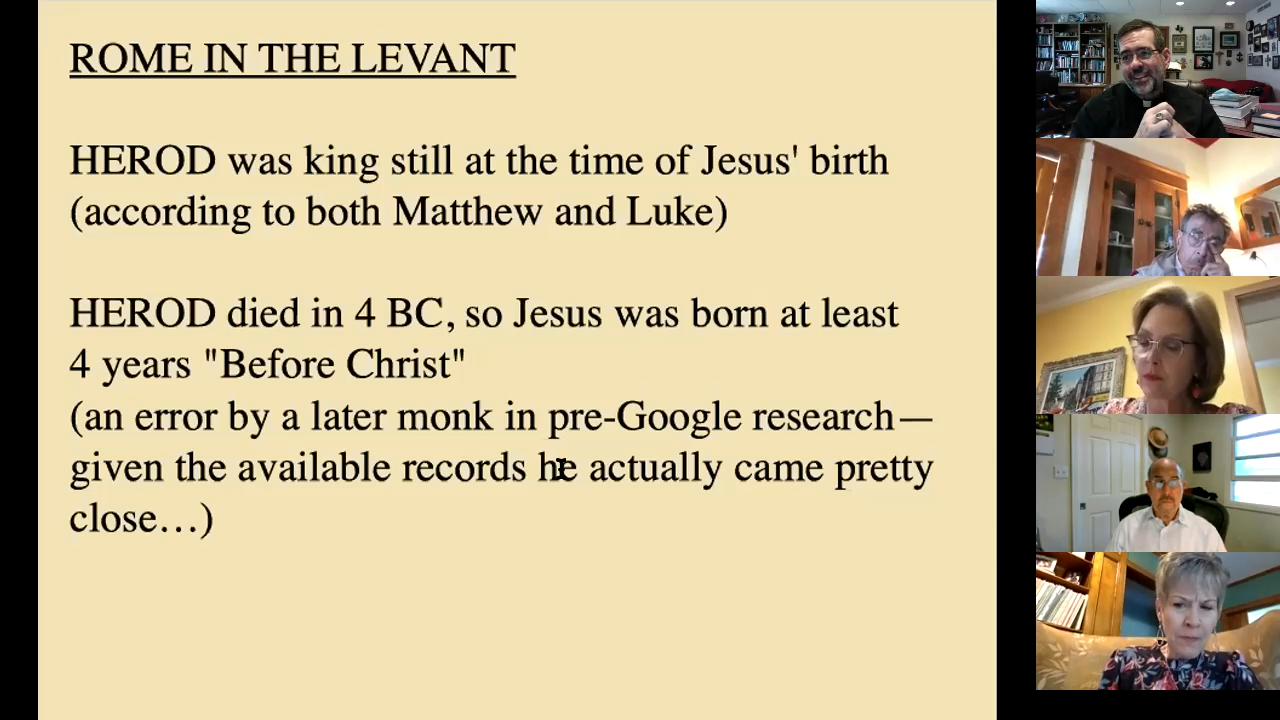 ROME IN THE LEVANT
HEROD was king still at the time of Jesus' birth
(according to both Matthew and Luke)
HEROD died in 4 BC, so Jesus was born at least
4 years "Before Christ"
(an error by a later monk in pre-Google research—
given the available records he actually came pretty
close…)